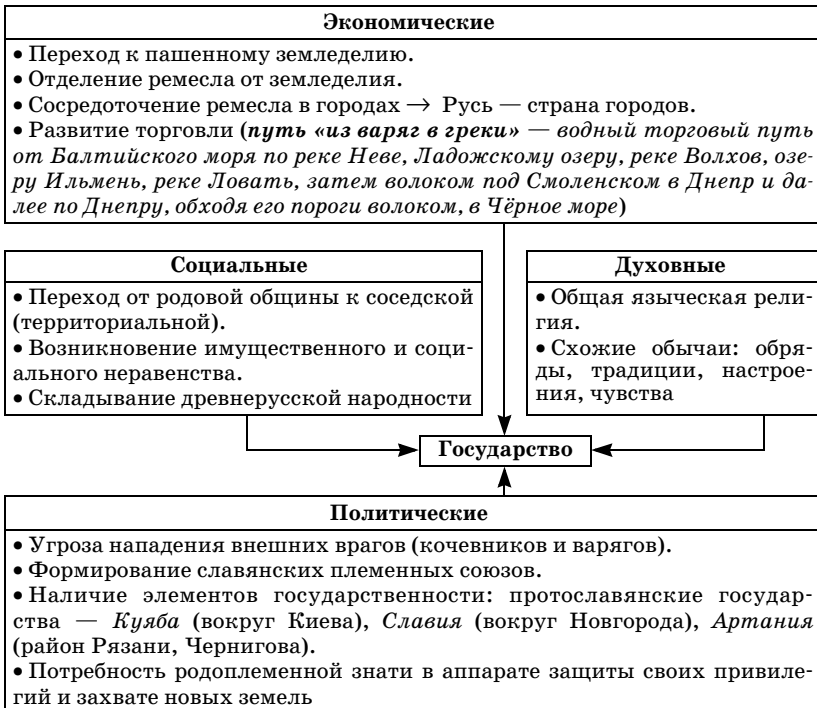 Экономические
• Переход к пашенному земледелию.
• Отделение ремесла от земледелия.
• Сосредоточение ремесла в городах → Русь — страна городов.
• Развитие торговли (путь «из варяг в греки» — водный торговый путь
от Балтийского моря по реке Неве, Ладожскому озеру, реке Волхов, озе-
ру Ильмень, реке Ловать, затем волоком под Смоленском в Днепр и да-
лее по Днепру, обходя его пороги волоком, в Чёрное море)
Социальные
• Переход от родовой общины к соседской
(территориальной).
• Возникновение имущественного и соци-
ального неравенства.
• Складывание древнерусской народности
Духовные
• Общая языческая рели-
гия.
• Схожие обычаи: обря-
ды, традиции, настрое-
ния, чувства
Государство
Политические
• Угроза нападения внешних врагов (кочевников и варягов).
• Формирование славянских племенных союзов.
• Наличие элементов государственности: протославянские государ-
ства — Куяба (вокруг Киева), Славия (вокруг Новгорода), Артания
(район Рязани, Чернигова).
• Потребность родоплеменной знати в аппарате защиты своих привиле-
гий и захвате новых земель